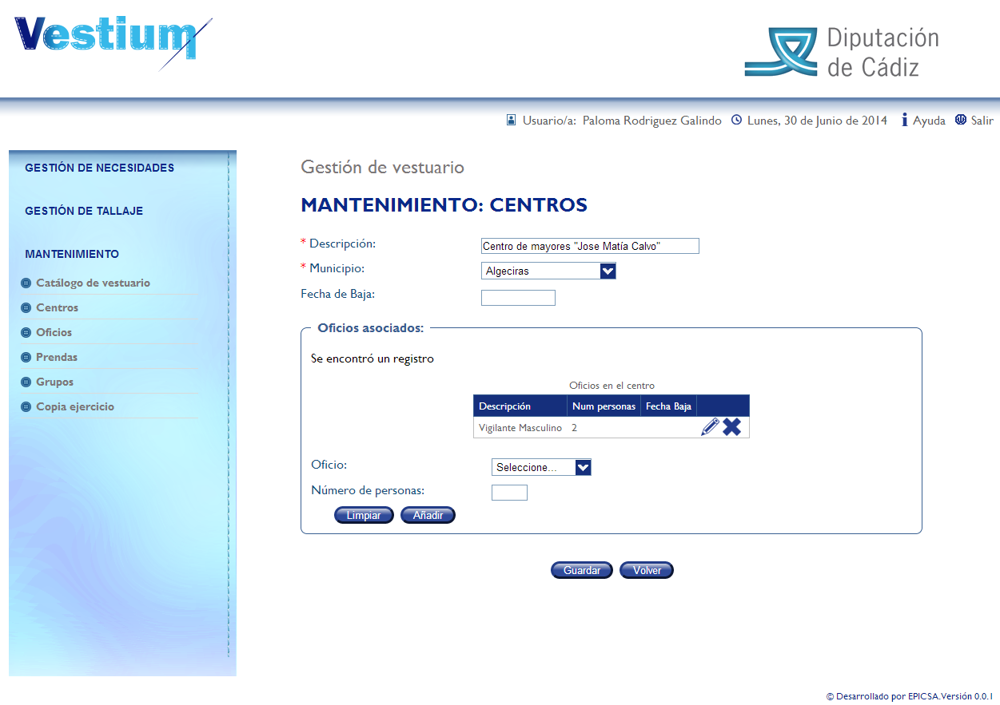 Vestium
Diputación
de Cádiz
Usuario/a: Paloma Rodriguez Galindo Lunes, 30 de Junio de 2014 Ayuda Salir
GESTIÓN DE NECESIDADES
GESTIÓN DE TALLAJE
MANTENIMIENTO
Catálogo de vestuario
Centros
Oficios
Prendas
Grupos
Copia ejercicio
Gestión de vestuario
MANTENIMIENTO: CENTROS
* Descripción: Centro de mayores "Jose Matía Calvo"
* Municipio: Algeciras
Fecha de Baja:
Oficios asociados:
Se encontró un registro
Oficios en el centro
Descripción Num personas Fecha Baja
Vigilante Masculino 2
Oficio: Seleccione...
Número de personas:
Limpiar Añadir
Guardar Volver
© Desarrollado por EPICSA.Versión 0.0.1